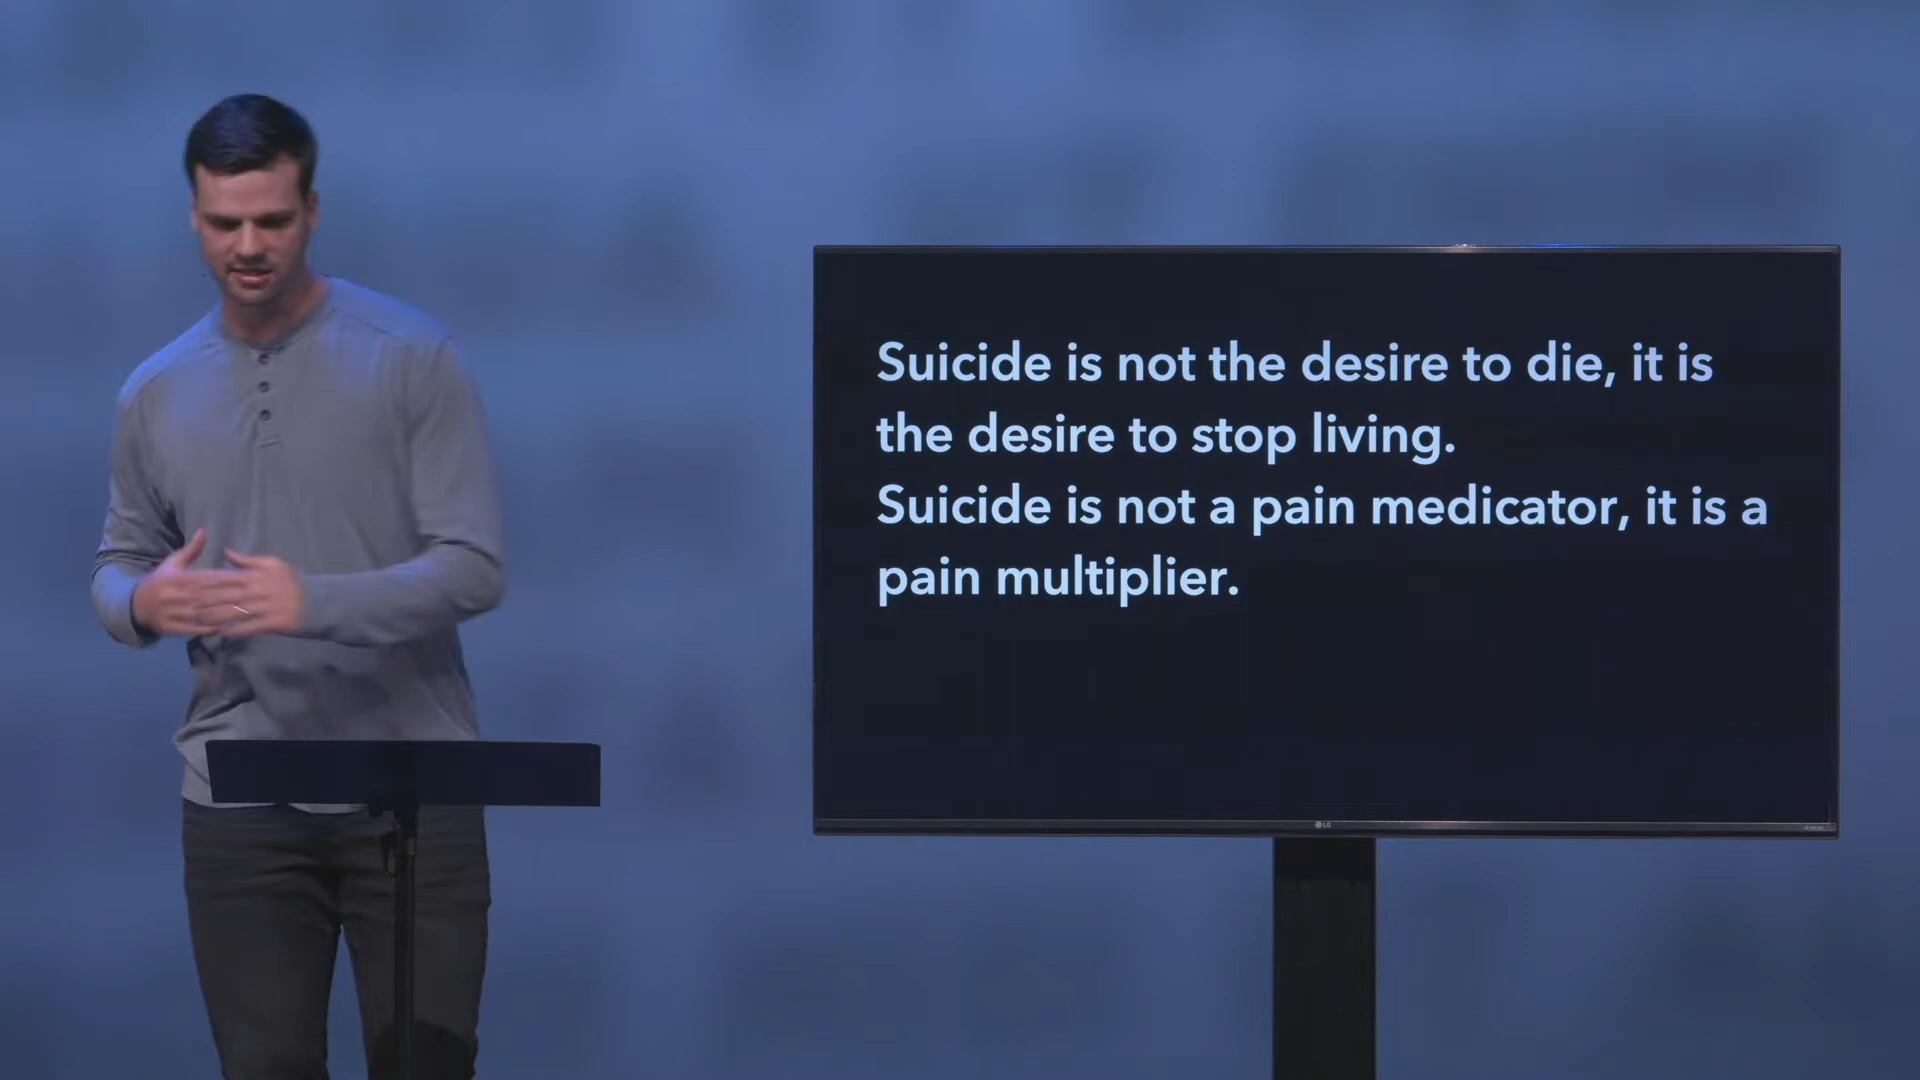 Suicide is not the desire to die, it is
the desire to stop living.
Suicide is not a pain medicator, it is a
pain multiplier.
LG